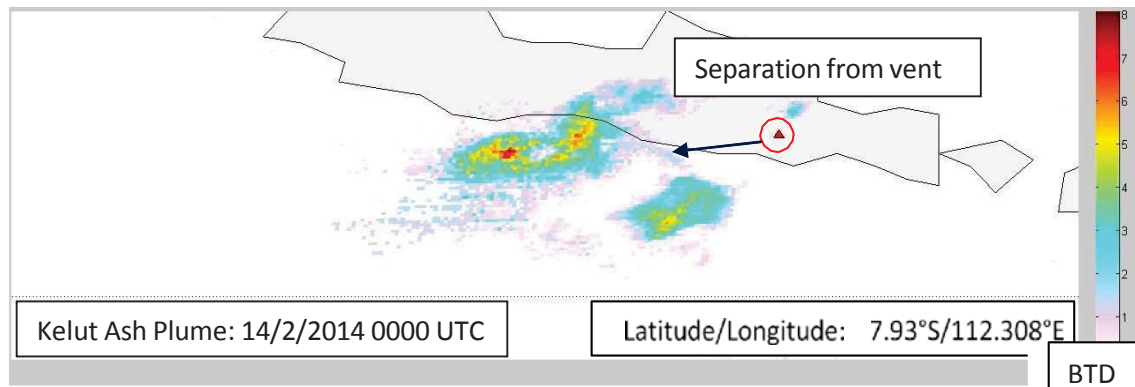 8
Separation from vent
7
6
5
4
3
2
Kelut Ash Plume: 14/2/2014 0000 UTC
Latitude/Longitude: 7.93°S/112.308°E
1
BTD